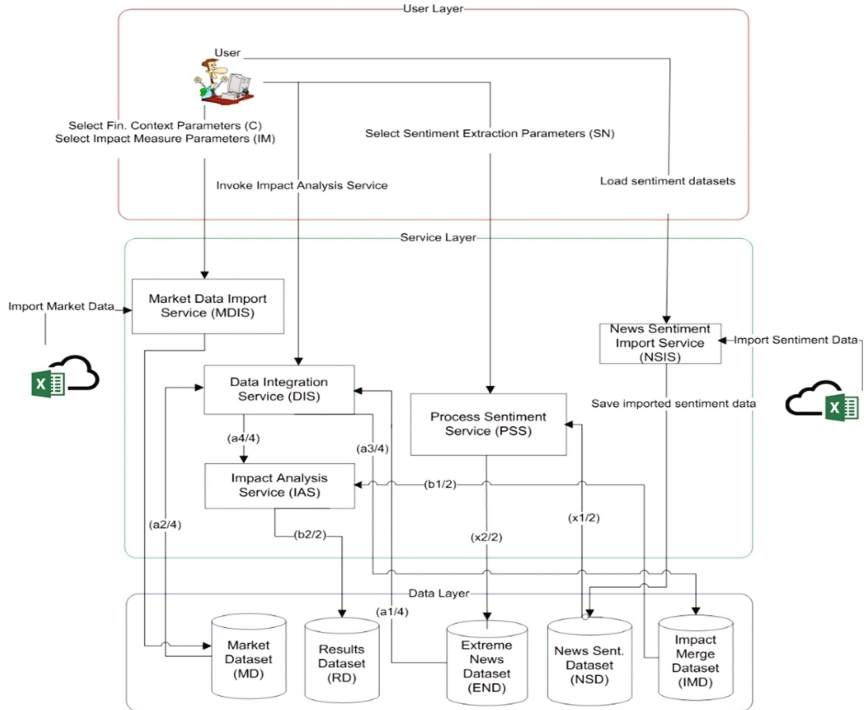 User Layer
User
Select Fin. Context Parameters (C)
Select Impact Measure Parameters (IM)
Select Sentiment Extraction Parameters (SN)
Invoke Impact Analysis Service
Load sentiment datasets
Service Layer
Import Market Data
Market Data Import
Service (MDIS)
News Sentiment
Import Service
(NSIS)
Import Sentiment Data
X
Data Integration
Service (DIS)
Process Sentiment
Service (PSS)
Save imported sentiment data
X
(a4/4)
(a3/4)
Impact Analysis
Service (IAS)
(b1/2)
(a2/4)
(b2/2)
(x2/2)
(x1/2)
Data Layer
(a1/4)
Market
Dataset
(MD)
Results
Dataset
(RD)
Extreme
News
Dataset
(END)
News Sent.
Dataset
(NSD)
Impact
Merge
Dataset
(IMD)